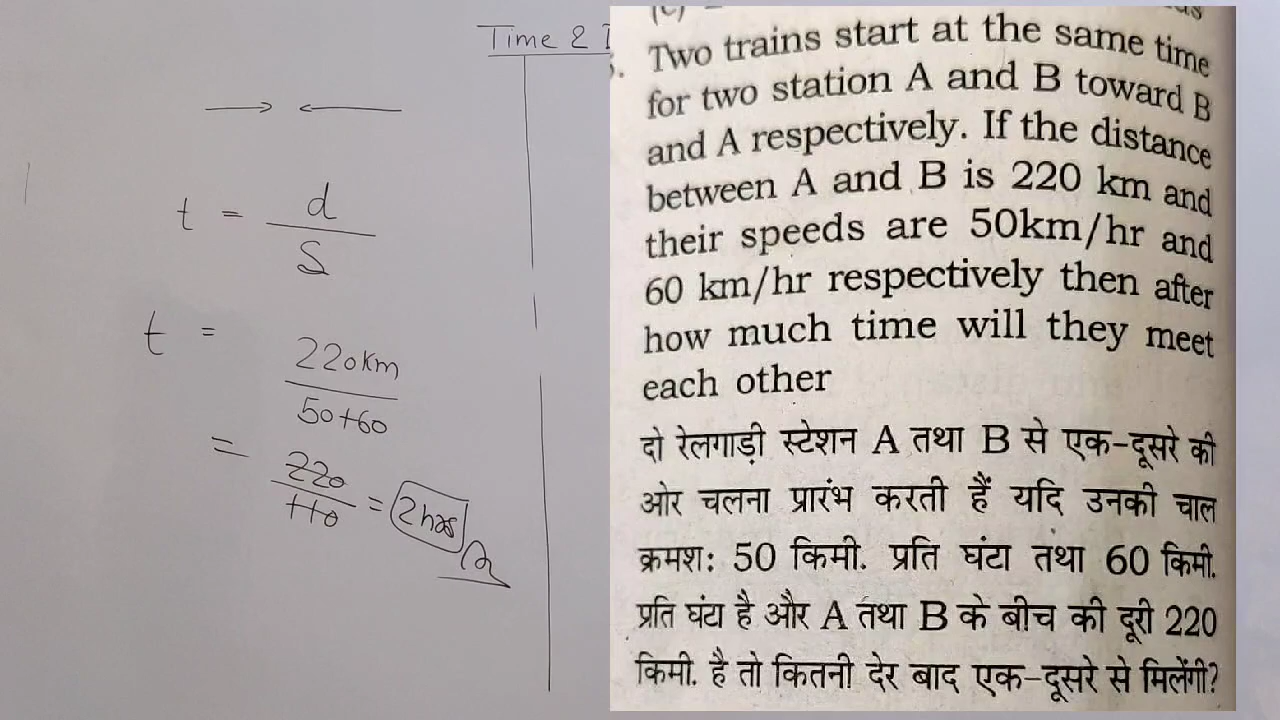 Time &
t = d
S
t = 220km
50+60
= 220
110 = 2hrs
Two trains start at the same time
for two station A and B toward B
and A respectively. If the distance
between A and B is 220 km and
their speeds are 50km/hr and
60 km/hr respectively then after
how much time will they meet
each other
दो रेलगाड़ी स्टेशन A तथा B से एक-दूसरे की
ओर चलना प्रारंभ करती हैं यदि उनकी चाल
क्रमश: 50 किमी. प्रति घंटा तथा 60 किमी.
प्रति घंटा है और A तथा B के बीच की दूरी 220
किमी. है तो कितनी देर बाद एक-दूसरे से मिलेंगी?